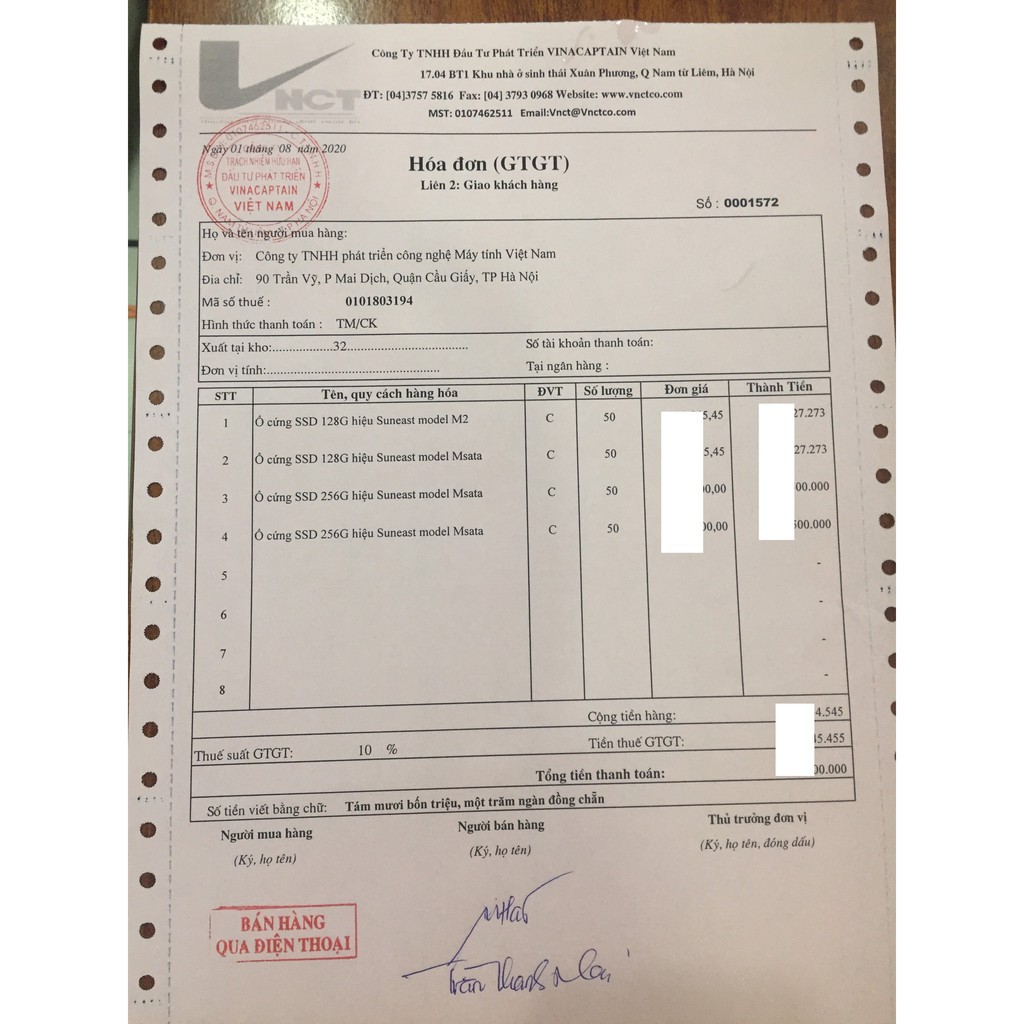 VNCT
Công Ty TNHH Đầu Tư Phát Triển VINACAPTAIN Việt Nam
17.04 BT1 Khu nhà ở sinh thái Xuân Phương, Q Nam từ Liêm, Hà Nội
ĐT: [04]3757 5816 Fax: [04] 3793 0968 Website: www.vnctco.com
MST: 0107462511 Email:Vnct@Vnctco.com
Ngày 01 tháng 08 năm 2020
TRÁCH NHIỆM HỮU HẠN
ĐẦU TƯ PHÁT TRIỂN
VINACAPTAIN
VIỆT NAM
Hóa đơn (GTGT)
Liên 2: Giao khách hàng
Số : 0001572
Họ và tên người mua hàng:
Đơn vị: Công ty TNHH phát triển công nghệ Máy tính Việt Nam
Địa chỉ: 90 Trần Vỹ, P Mai Dịch, Quận Cầu Giấy, TP Hà Nội
Mã số thuế : 0101803194
Hình thức thanh toán : TM/CK
Xuất tại kho:..................32.................................... Số tài khoản thanh toán:
Đơn vị tính:................................................... Tại ngân hàng :
STT Tên, quy cách hàng hóa ĐVT Số lượng Đơn giá Thành Tiền
1 Ổ cứng SSD 128G hiệu Suneast model M2 C 50 5,45 27.273
2 Ổ cứng SSD 128G hiệu Suneast model Msata C 50 5,45 27.273
3 Ổ cứng SSD 256G hiệu Suneast model Msata C 50 00,00 00.000
4 Ổ cứng SSD 256G hiệu Suneast model Msata C 50 00,00 500.000
5 -
6 -
7 -
8 -
Cộng tiền hàng: 4.545
Thuế suất GTGT: 10 % Tiền thuế GTGT: 45.455
Tổng tiền thanh toán: 00.000
Số tiền viết bằng chữ: Tám mươi bốn triệu, một trăm ngàn đồng chẵn
Người mua hàng Người bán hàng Thủ trưởng đơn vị
(Ký, họ tên) (Ký, họ tên) (Ký, họ tên, đóng dấu)
BÁN HÀNG
QUA ĐIỆN THOẠI